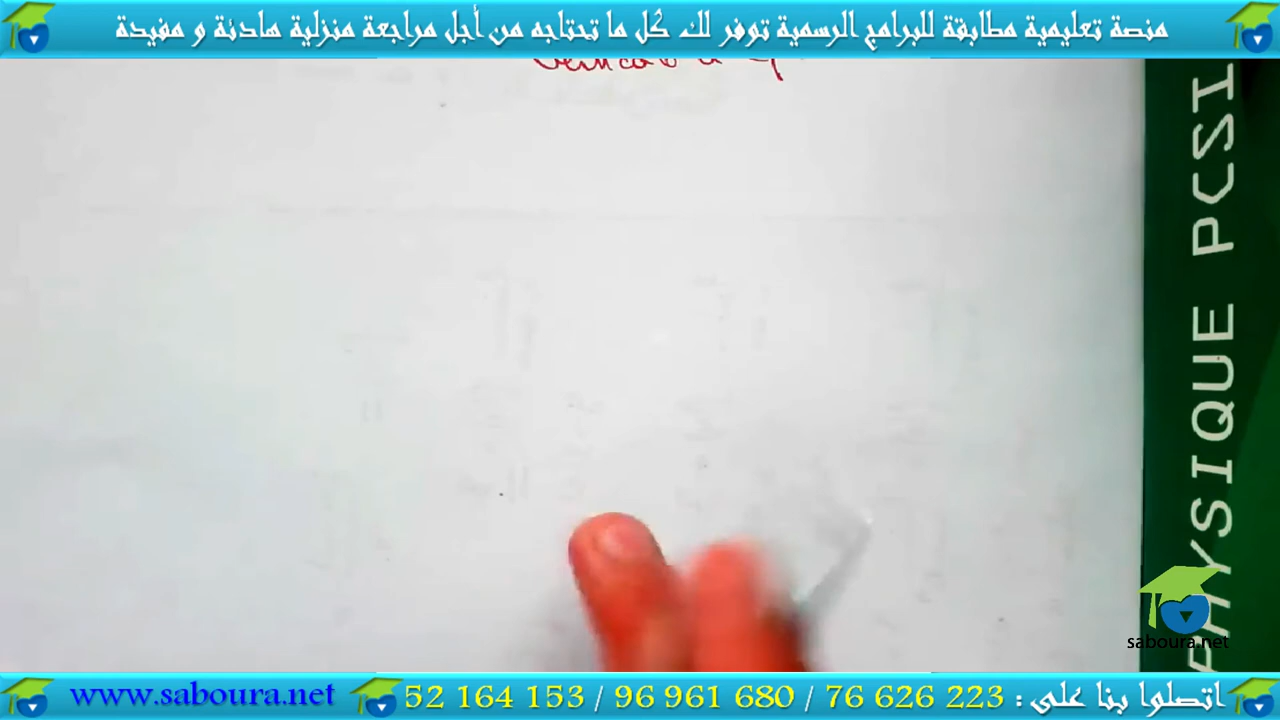 منصة تعليمية مطابقة للبرامج الرسمية توفر لك كل ما تحتاجه من أجل مراجعة منزلية هادئة و مفيدة
PHYSIQUE PCSI
saboura.net
www.saboura.net
اتصلوا بنا على : 52 164 153 / 96 961 680 / 76 626 223